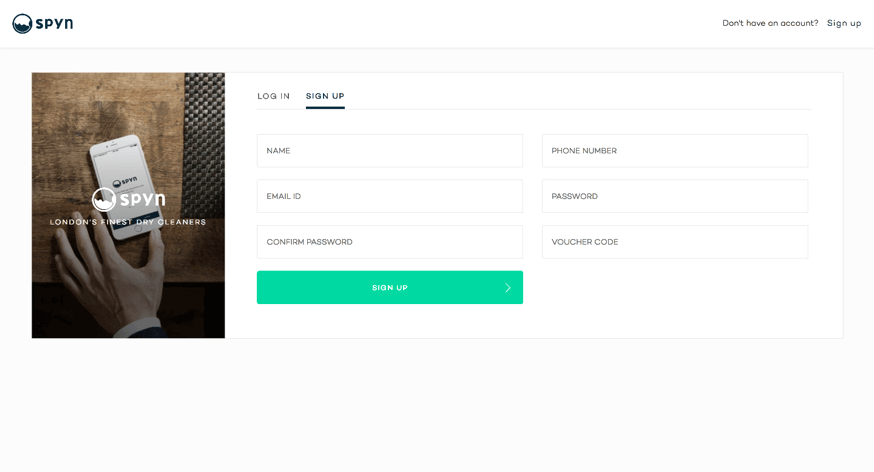 spyn
Don't have an account? Sign up
LOG IN SIGN UP
NAME PHONE NUMBER
spyn
spyn
LONDON'S FINEST DRY CLEANERS
EMAIL ID PASSWORD
CONFIRM PASSWORD VOUCHER CODE
SIGN UP